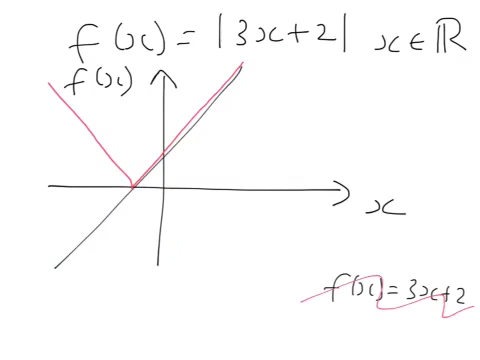 f(x) = |3x+2| x∈ℝ
f(x)
x
f(x) = 3x+2